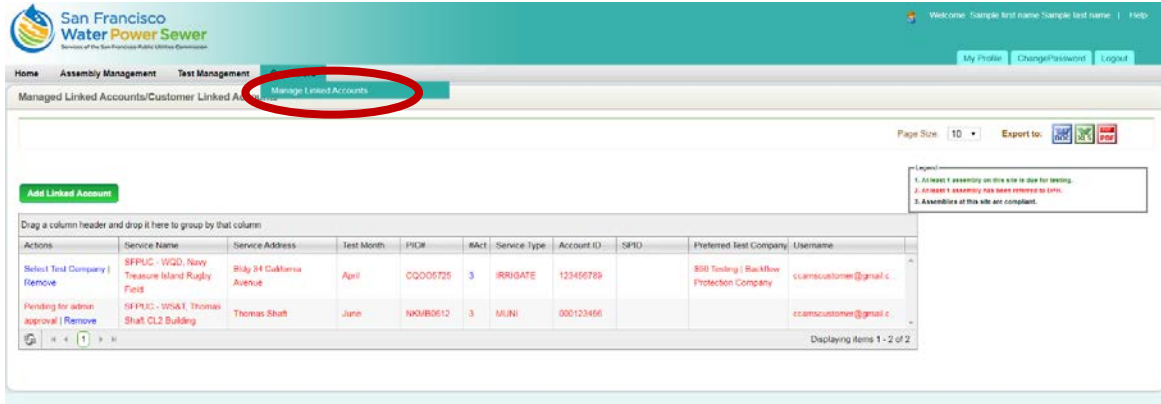 San Francisco
Water Power Sewer
Services of the San Francisco Public Utilities Commission
Welcome Sample first name Sample last name | Help
My Profile ChangePassword Logout
Home Assembly Management Test Management
Manage Linked Accounts
Managed Linked Accounts/Customer Linked Accounts
Page Size: 10 Export to: DOC XLS PDF
Legend
1. At least 1 assembly on this site is due for testing.
2. At least 1 assembly has been referred to DPH.
3. Assemblies at this site are compliant.
Add Linked Account
Drag a column header and drop it here to group by that column
Actions Service Name Service Address Test Month PIC# #Act Service Type Account ID SPID Preferred Test Company Username
Select Test Company | Remove
SFPUC - WQD, Navy Treasure Island Rugby Field
Bldg 34 California Avenue
April CQOO5725 3 IRRIGATE 123456789
Testing | Backflow Protection Company
ccamscustomer@gmail.c...
Pending for admin approval | Remove
SFPUC - WS&T, Thomas Shaft CL2 Building
Thomas Shaft June NKMB0612 3 MUNI 000123456
ccamscustomer@gmail.c...
1
Displaying items 1 - 2 of 2